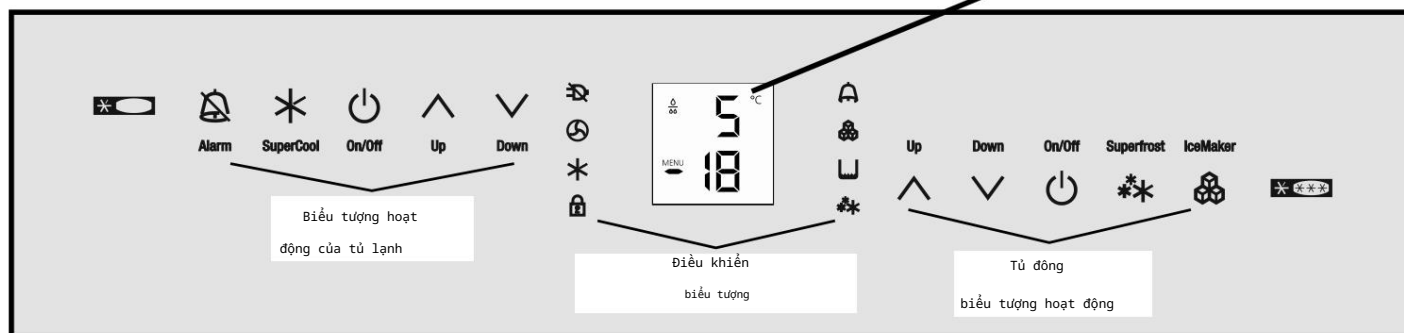 5 °C
MENU
-18
Alarm SuperCool On/Off Up Down
Up Down On/Off Superfrost IceMaker
Biểu tượng hoạt
động của tủ lạnh
Điều khiển
biểu tượng
Tủ đông
biểu tượng hoạt động